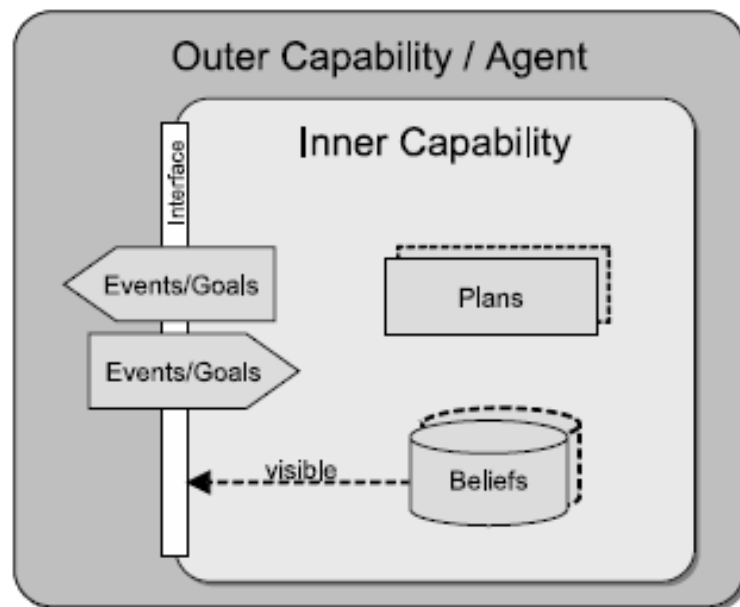 Outer Capability / Agent
Inner Capability
Interface
Events/Goals
Plans
Events/Goals
visible
Beliefs